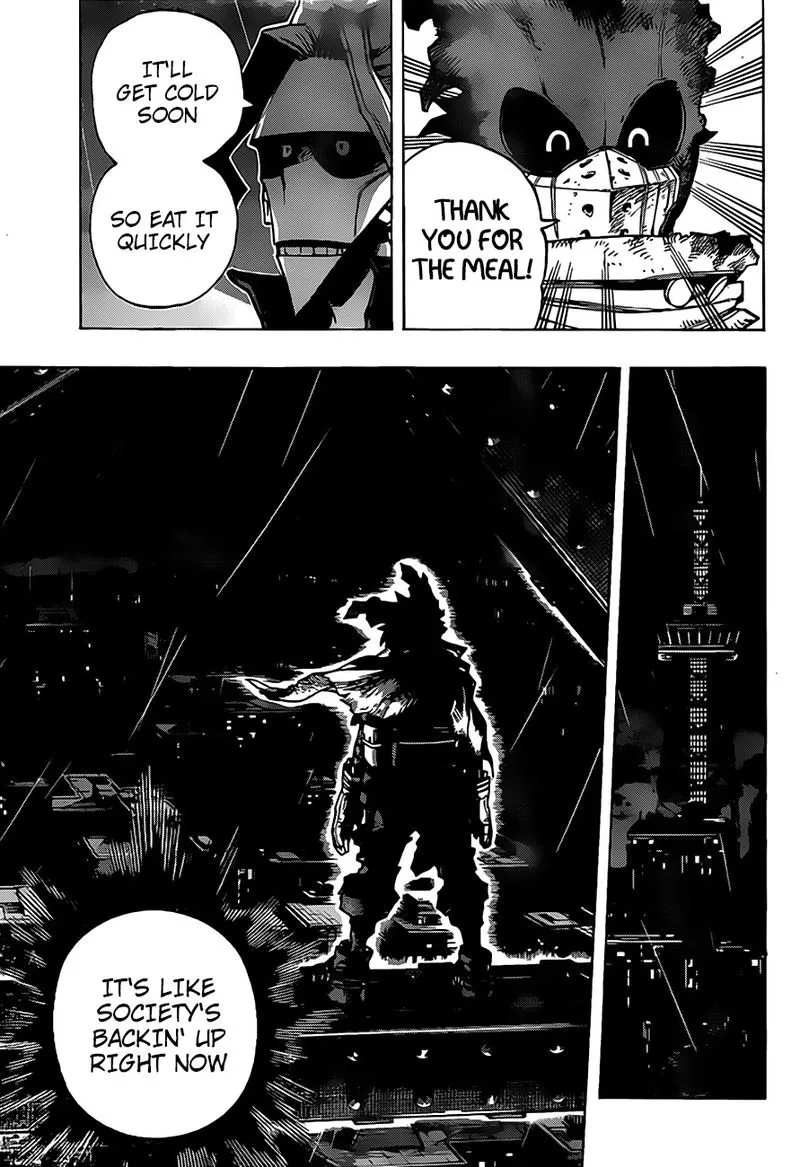 THANK
YOU FOR
THE MEAL!
IT'LL
GET COLD
SOON
SO EAT IT
QUICKLY
IT'S LIKE
SOCIETY'S
BACKIN' UP
RIGHT NOW